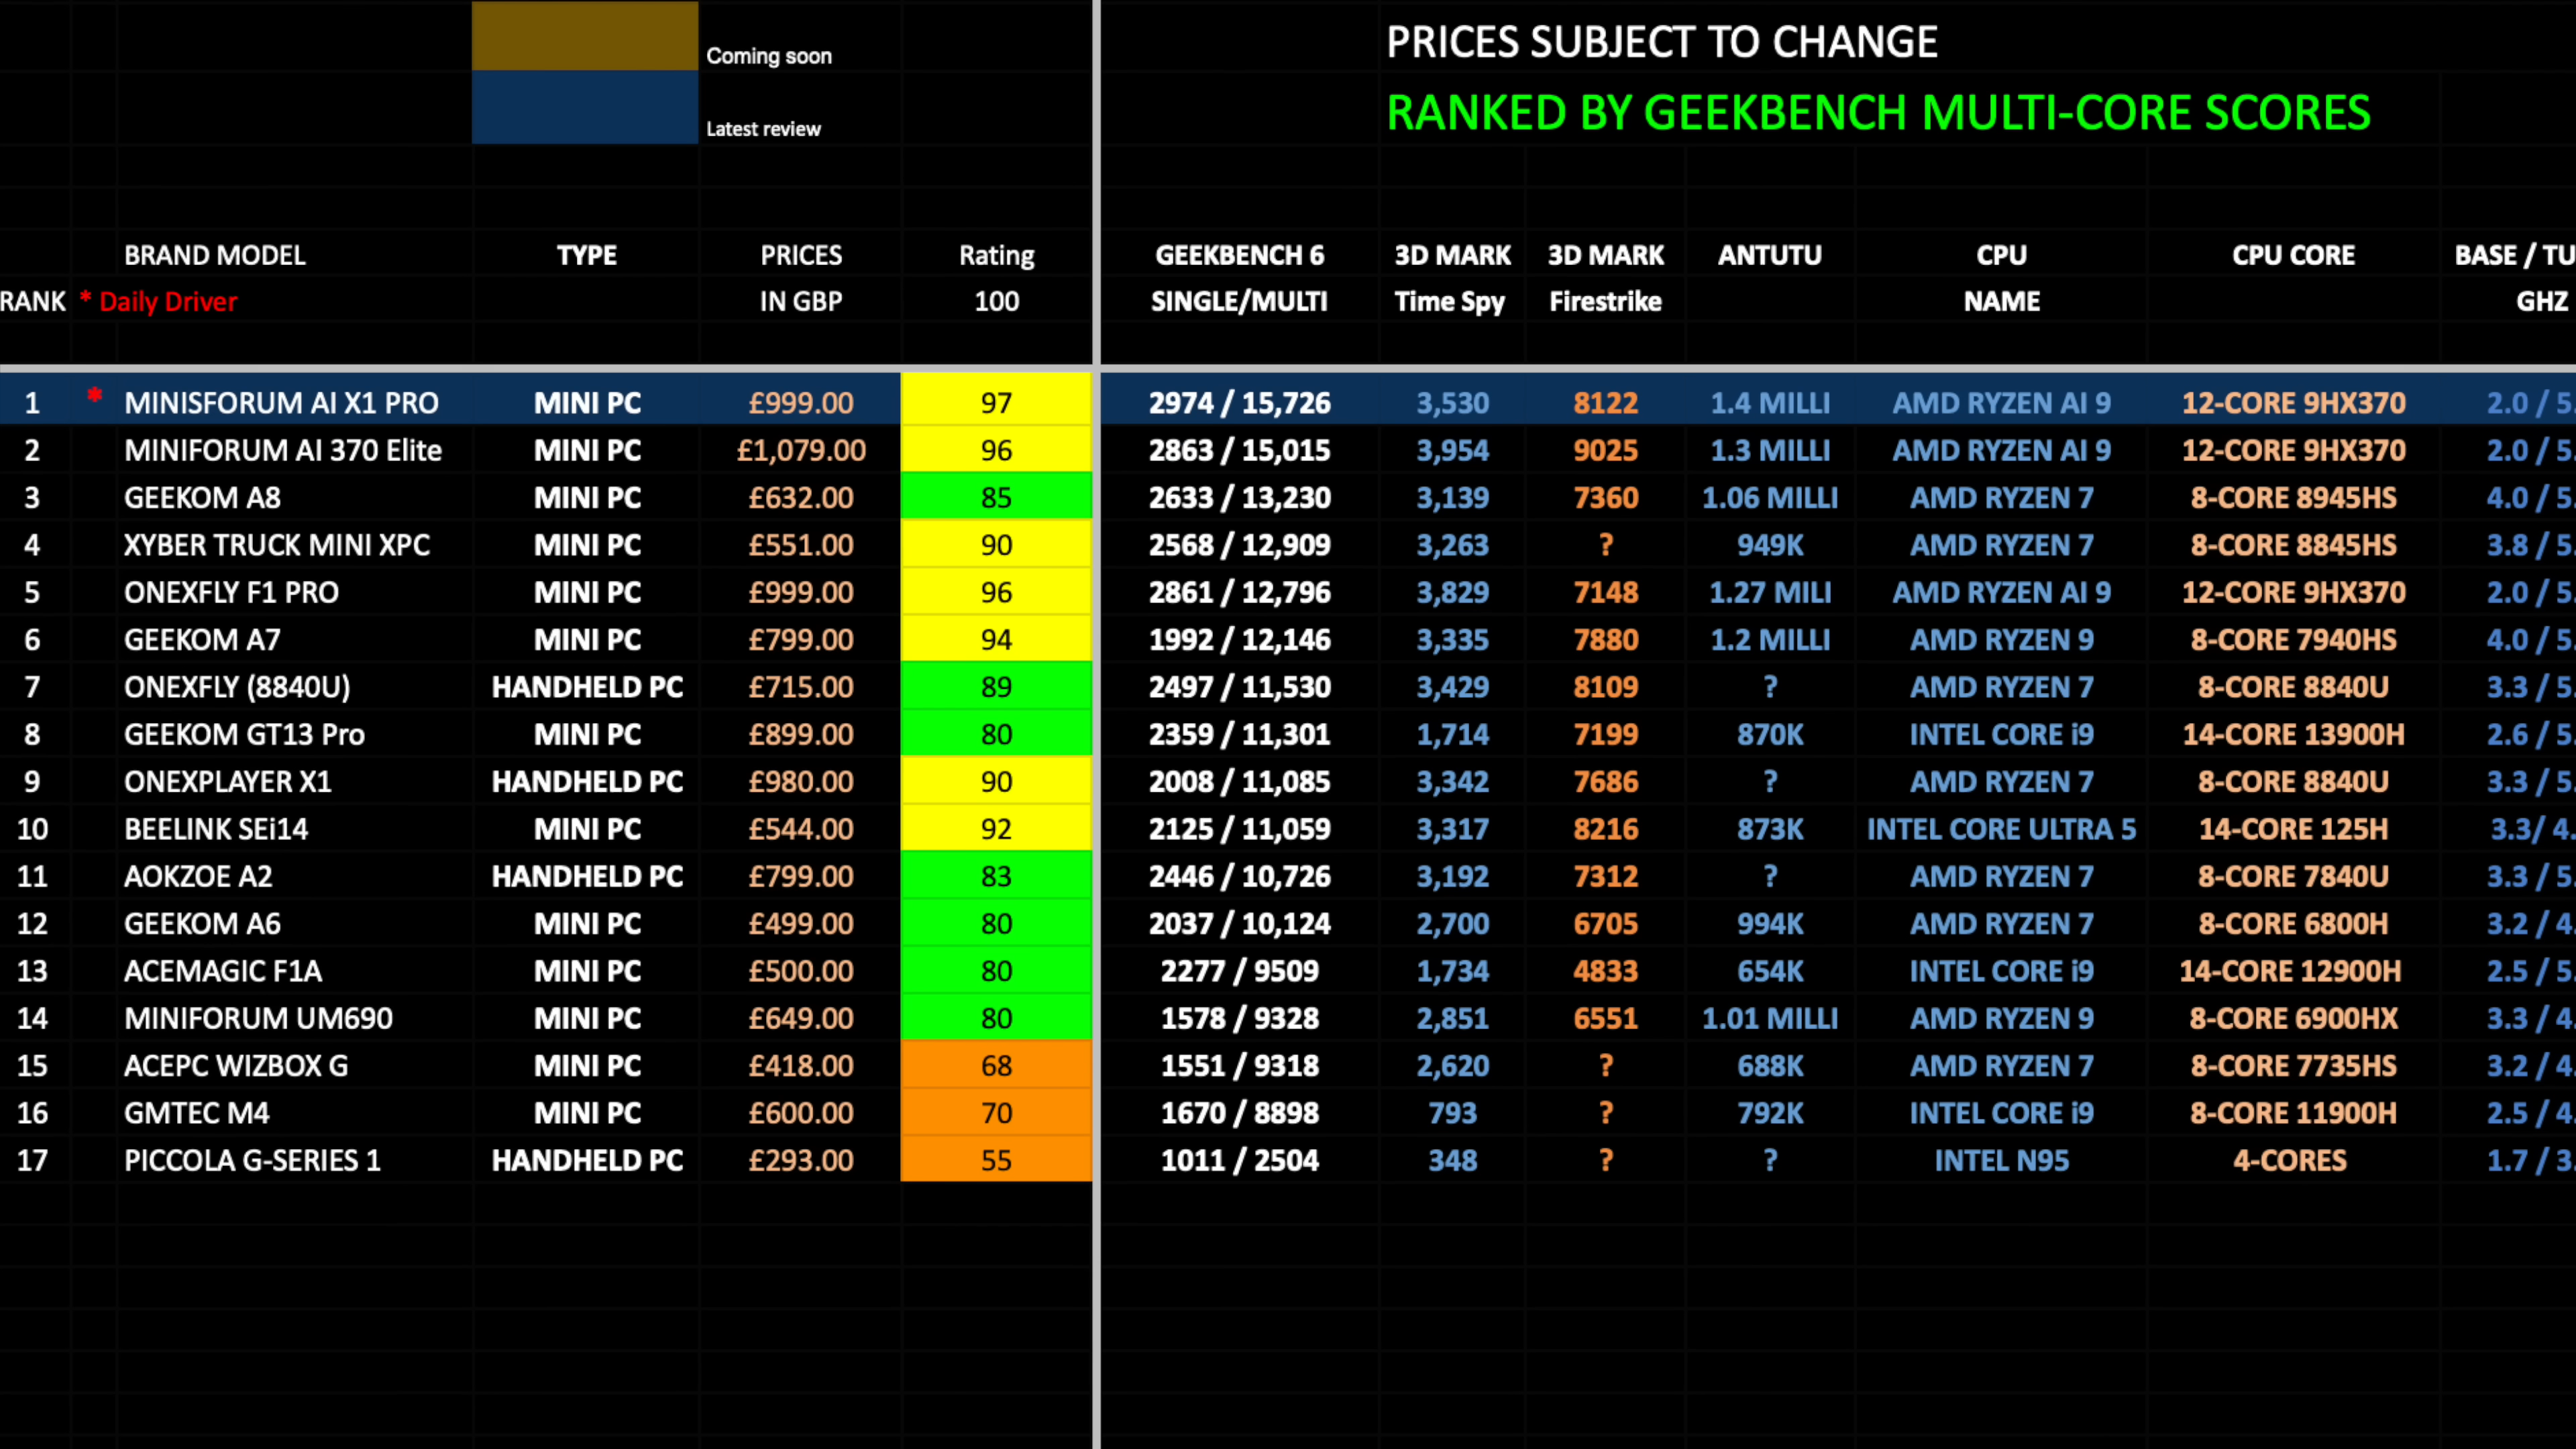 Coming soon
PRICES SUBJECT TO CHANGE
RANKED BY GEEKBENCH MULTI-CORE SCORES
Latest review
BRAND MODEL TYPE PRICES Rating GEEKBENCH 6 3D MARK 3D MARK ANTUTU CPU CPU CORE BASE / TU
RANK * Daily Driver IN GBP 100 SINGLE/MULTI Time Spy Firestrike NAME GHZ
1 * MINISFORUM AI X1 PRO MINI PC £999.00 97 2974 / 15,726 3,530 8122 1.4 MILLI AMD RYZEN AI 9 12-CORE 9HX370 2.0 / 5.
2 MINIFORUM AI 370 Elite MINI PC £1,079.00 96 2863 / 15,015 3,954 9025 1.3 MILLI AMD RYZEN AI 9 12-CORE 9HX370 2.0 / 5.
3 GEEKOM A8 MINI PC £632.00 85 2633 / 13,230 3,139 7360 1.06 MILLI AMD RYZEN 7 8-CORE 8945HS 4.0 / 5.
4 XYBER TRUCK MINI XPC MINI PC £551.00 90 2568 / 12,909 3,263 ? 949K AMD RYZEN 7 8-CORE 8845HS 3.8 / 5.
5 ONEXFLY F1 PRO MINI PC £999.00 96 2861 / 12,796 3,829 7148 1.27 MILI AMD RYZEN AI 9 12-CORE 9HX370 2.0 / 5.
6 GEEKOM A7 MINI PC £799.00 94 1992 / 12,146 3,335 7880 1.2 MILLI AMD RYZEN 9 8-CORE 7940HS 4.0 / 5.
7 ONEXFLY (8840U) HANDHELD PC £715.00 89 2497 / 11,530 3,429 8109 ? AMD RYZEN 7 8-CORE 8840U 3.3 / 5.
8 GEEKOM GT13 Pro MINI PC £899.00 80 2359 / 11,301 1,714 7199 870K INTEL CORE i9 14-CORE 13900H 2.6 / 5.
9 ONEXPLAYER X1 HANDHELD PC £980.00 90 2008 / 11,085 3,342 7686 ? AMD RYZEN 7 8-CORE 8840U 3.3 / 5.
10 BEELINK SEi14 MINI PC £544.00 92 2125 / 11,059 3,317 8216 873K INTEL CORE ULTRA 5 14-CORE 125H 3.3/ 4.
11 AOKZOE A2 HANDHELD PC £799.00 83 2446 / 10,726 3,192 7312 ? AMD RYZEN 7 8-CORE 7840U 3.3 / 5.
12 GEEKOM A6 MINI PC £499.00 80 2037 / 10,124 2,700 6705 994K AMD RYZEN 7 8-CORE 6800H 3.2 / 4.
13 ACEMAGIC F1A MINI PC £500.00 80 2277 / 9509 1,734 4833 654K INTEL CORE i9 14-CORE 12900H 2.5 / 5.
14 MINIFORUM UM690 MINI PC £649.00 80 1578 / 9328 2,851 6551 1.01 MILLI AMD RYZEN 9 8-CORE 6900HX 3.3 / 4.
15 ACEPC WIZBOX G MINI PC £418.00 68 1551 / 9318 2,620 ? 688K AMD RYZEN 7 8-CORE 7735HS 3.2 / 4.
16 GMTEC M4 MINI PC £600.00 70 1670 / 8898 793 ? 792K INTEL CORE i9 8-CORE 11900H 2.5 / 4.
17 PICCOLA G-SERIES 1 HANDHELD PC £293.00 55 1011 / 2504 348 ? ? INTEL N95 4-CORES 1.7 / 3.